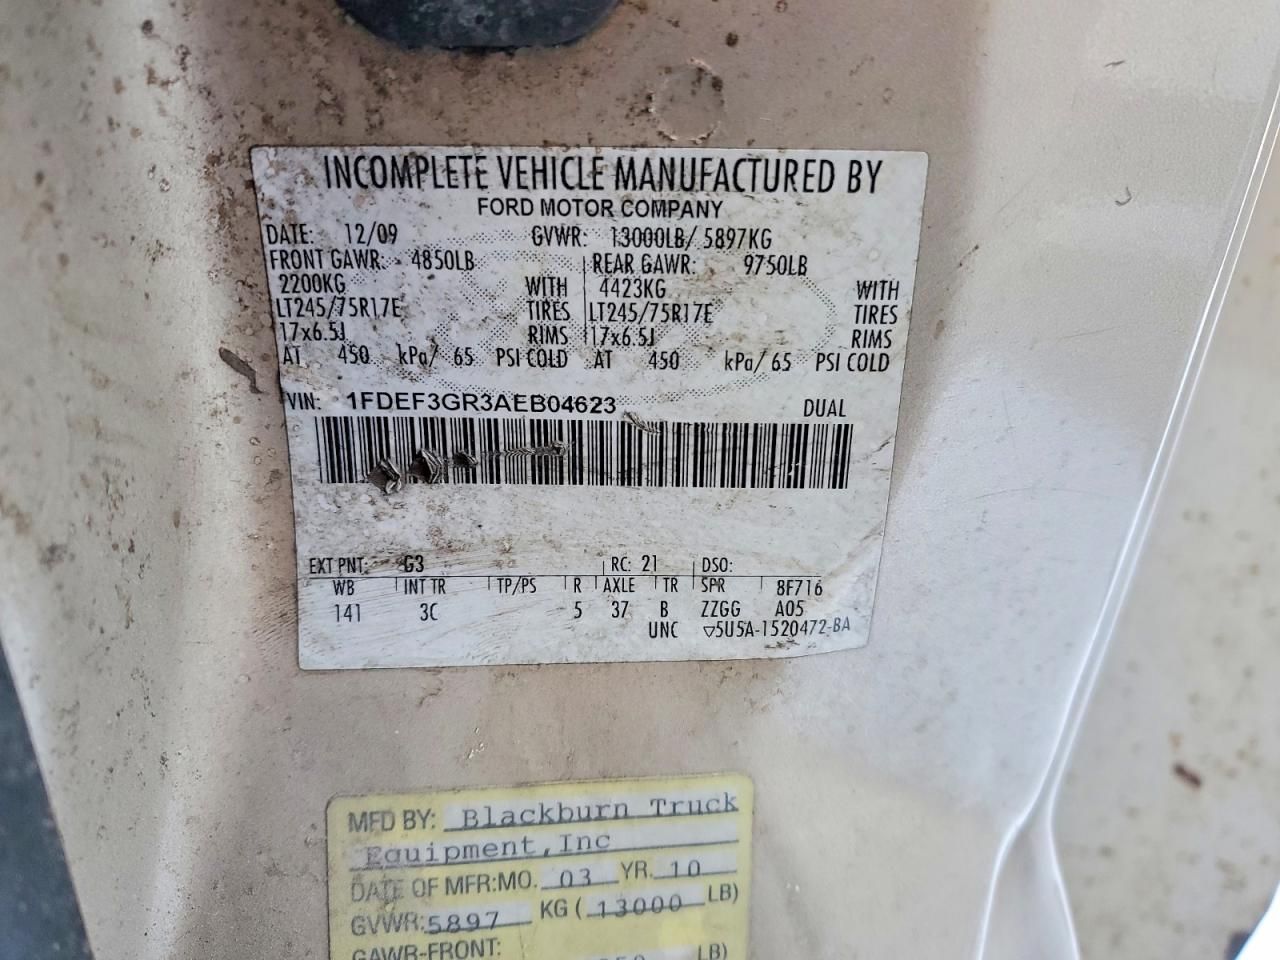 INCOMPLETE VEHICLE MANUFACTURED BY
FORD MOTOR COMPANY
DATE: 12/09 GVWR: 13000LB/ 5897KG
FRONT GAWR: 4850LB REAR GAWR: 9750LB
2200KG WITH 4423KG WITH
LT245/75R17E TIRES LT245/75R17E TIRES
17x6.5J RIMS 17x6.5J RIMS
AT 450 kPa/ 65 PSI COLD AT 450 kPa/ 65 PSI COLD
VIN: 1FDEF3GR3AEB04623 DUAL
EXT PNT: G3 RC: 21 DSO:
WB INT TR TP/PS R AXLE TR SPR 8F716
141 3C 5 37 B ZZGG A05
UNC ▽5U5A-1520472-BA
MFD BY: Blackburn Truck
Equipment, Inc
DATE OF MFR:MO. 03 YR. 10
GVWR: 5897 KG (13000 LB)
GAWR-FRONT:
LB)